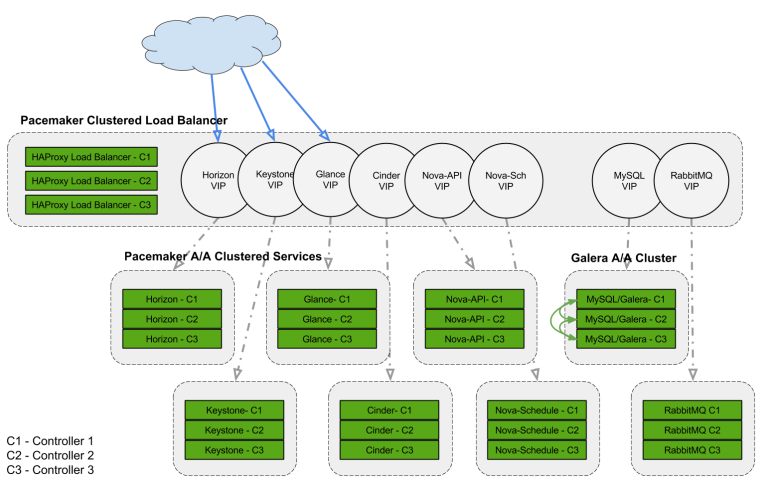 Pacemaker Clustered Load Balancer
HAProxy Load Balancer - C1
HAProxy Load Balancer - C2
HAProxy Load Balancer - C3
Horizon
VIP
Keystone
VIP
Glance
VIP
Cinder
VIP
Nova-API
VIP
Nova-Sch
VIP
MySQL
VIP
RabbitMQ
VIP
Pacemaker A/A Clustered Services
Galera A/A Cluster
Horizon - C1
Horizon - C2
Horizon - C3
Glance- C1
Glance - C2
Glance - C3
Nova-API- C1
Nova-API - C2
Nova-API - C3
MySQL/Galera- C1
MySQL/Galera - C2
MySQL/Galera - C3
Keystone- C1
Keystone - C2
Keystone - C3
Cinder- C1
Cinder - C2
Cinder - C3
Nova-Schedule - C1
Nova-Schedule - C2
Nova-Schedule - C3
RabbitMQ C1
RabbitMQ C2
RabbitMQ C3
C1 - Controller 1
C2 - Controller 2
C3 - Controller 3